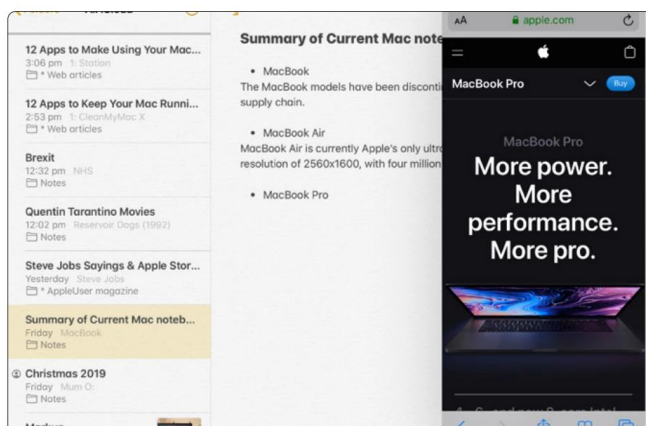 12 Apps to Make Using Your Mac...
3:06 pm 1: Station
* Web articles
12 Apps to Keep Your Mac Runni...
2:53 pm 1: CleanMyMac X
* Web articles
Brexit
12:32 pm NHS
Notes
Quentin Tarantino Movies
12:02 pm Reservoir Dogs (1992)
Notes
Steve Jobs Sayings & Apple Stor...
Yesterday Steve Jobs
* AppleUser magazine
Summary of Current Mac noteb...
Friday MacBook
Notes
Christmas 2019
Friday Mum O:
Notes
Summary of Current Mac note
• MacBook
The MacBook models have been disconti
supply chain.
• MacBook Air
MacBook Air is currently Apple's only ultr
resolution of 2560x1600, with four million
• MacBook Pro
AA apple.com
MacBook Pro Buy
MacBook Pro
More power.
More
performance.
More pro.